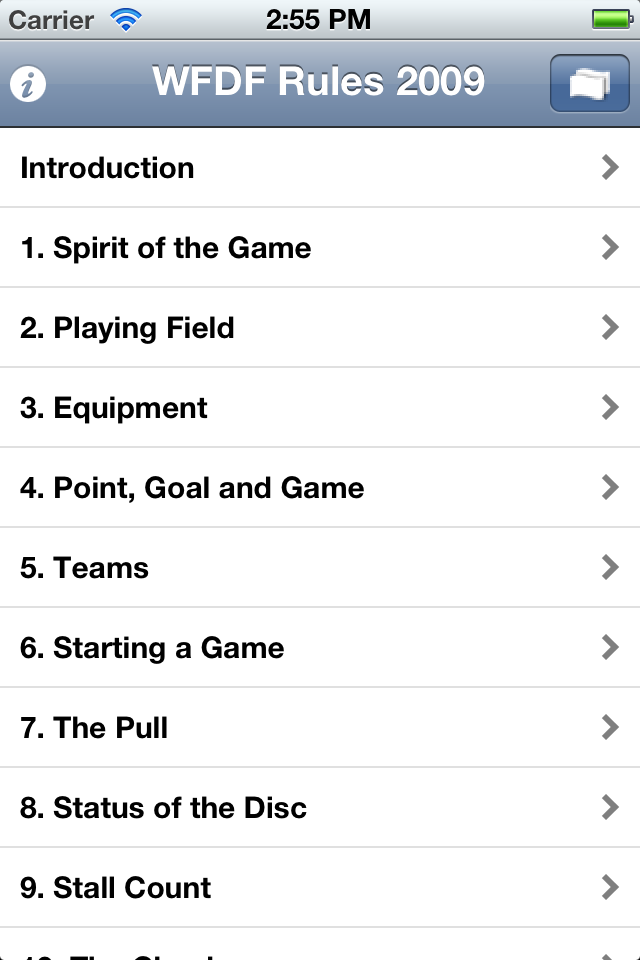 Carrier 2:55 PM
WFDF Rules 2009
Introduction
1. Spirit of the Game
2. Playing Field
3. Equipment
4. Point, Goal and Game
5. Teams
6. Starting a Game
7. The Pull
8. Status of the Disc
9. Stall Count